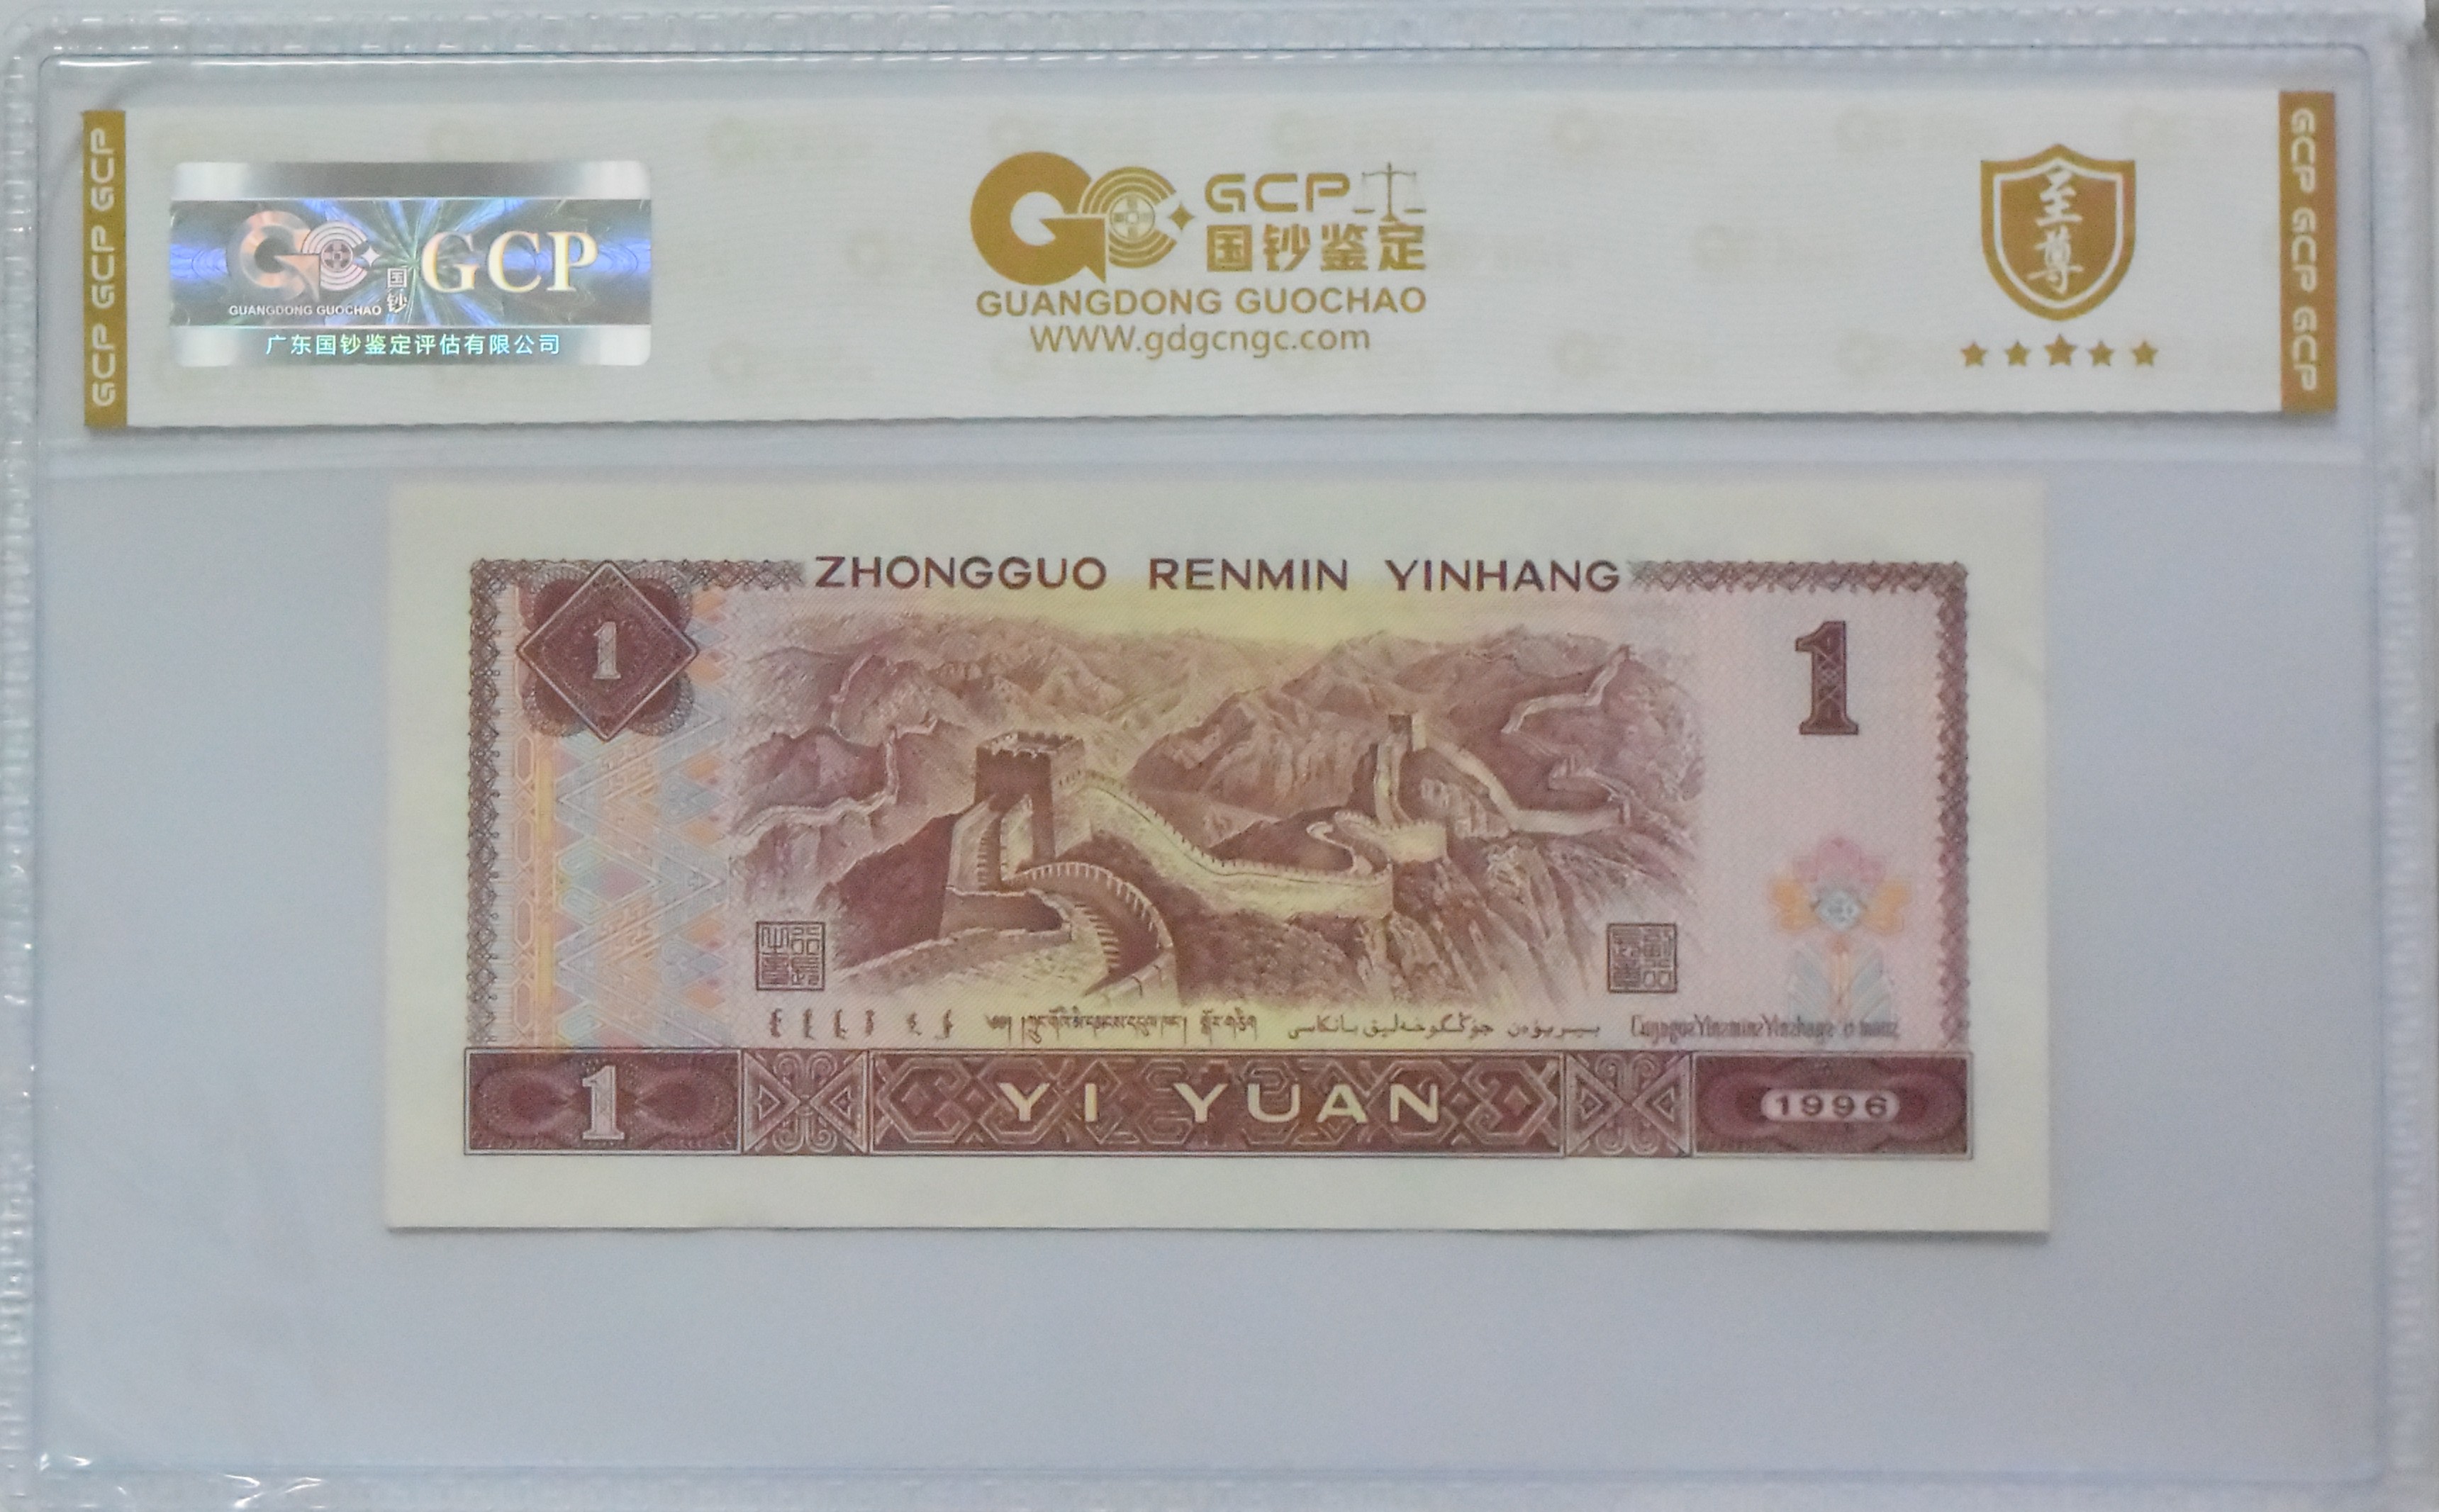 GCP GCP GCP
GCP
国钞
GUANGDONG GUOCHAO
广东国钞鉴定评估有限公司
GCP
国钞鉴定
GUANGDONG GUOCHAO
WWW.gdgcngc.com
至尊
GCP GCP GCP
ZHONGGUO RENMIN YINHANG
1
1
1
YI YUAN
1996